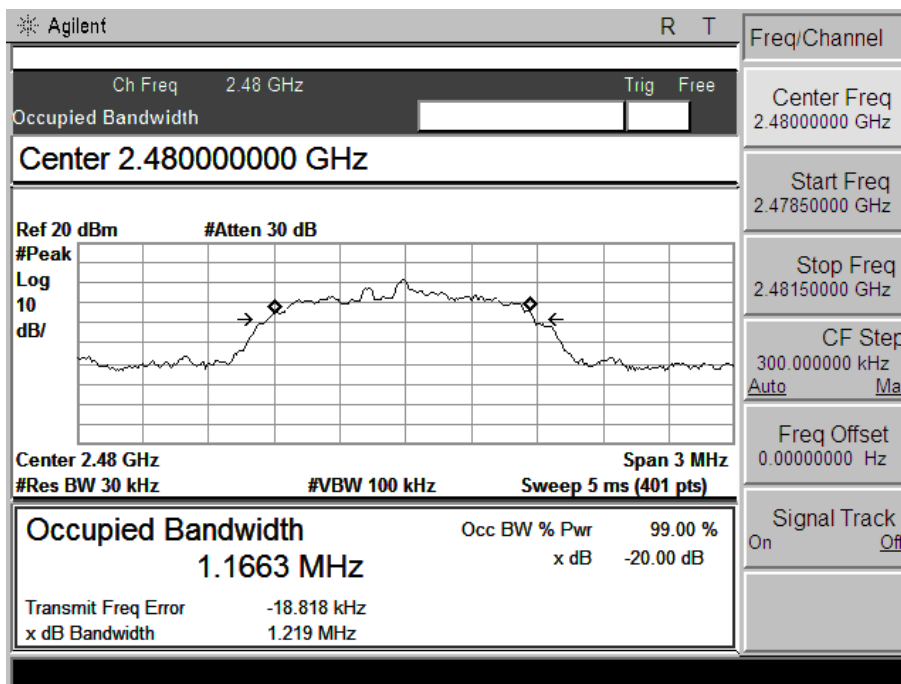 Agilent R T
Ch Freq 2.48 GHz Trig Free
Occupied Bandwidth
Center 2.480000000 GHz
Ref 20 dBm #Atten 30 dB
#Peak
Log
10
dB/
Center 2.48 GHz Span 3 MHz
#Res BW 30 kHz #VBW 100 kHz Sweep 5 ms (401 pts)
Occupied Bandwidth Occ BW % Pwr 99.00 %
1.1663 MHz x dB -20.00 dB
Transmit Freq Error -18.818 kHz
x dB Bandwidth 1.219 MHz
Freq/Channel
Center Freq
2.48000000 GHz
Start Freq
2.47850000 GHz
Stop Freq
2.48150000 GHz
CF Step
300.000000 kHz
Auto Ma
Freq Offset
0.00000000 Hz
Signal Track
On Off